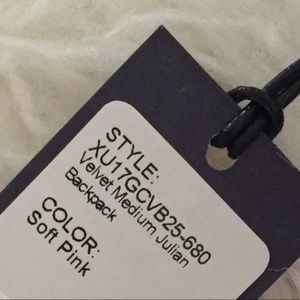 STYLE:
XU17GCVB25-680
Velvet Medium Julian
Backpack
COLOR:
Soft Pink